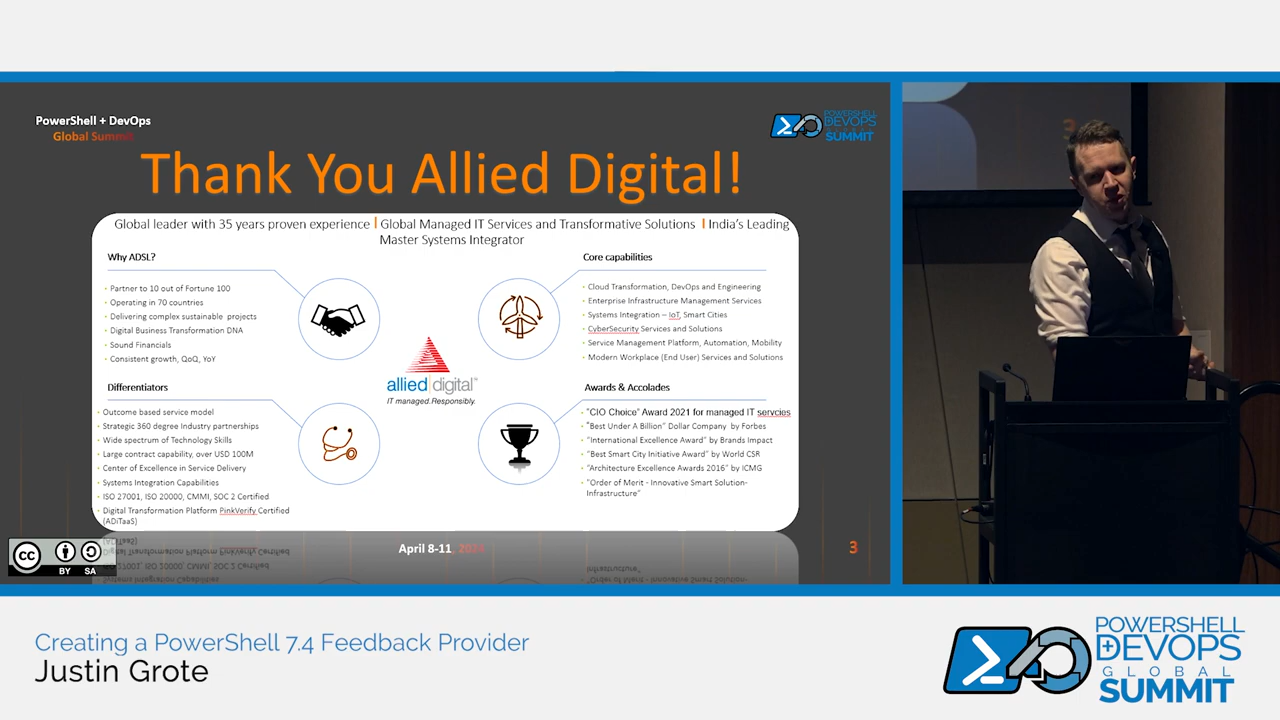 PowerShell + DevOps
Global Summit
POWERSHELL
DEVOPS
SUMMIT
Thank You Allied Digital!
Global leader with 35 years proven experience | Global Managed IT Services and Transformative Solutions | India's Leading
Master Systems Integrator
Why ADSL?
Partner to 10 out of Fortune 100
Operating in 70 countries
Delivering complex sustainable projects
Digital Business Transformation DNA
Sound Financials
Consistent growth, QoQ, YoY
Core capabilities
Cloud Transformation, DevOps and Engineering
Enterprise Infrastructure Management Services
Systems Integration – IoT, Smart Cities
CyberSecurity Services and Solutions
Service Management Platform, Automation, Mobility
Modern Workplace (End User) Services and Solutions
allied digital™
IT managed.Responsibly.
Differentiators
Outcome based service model
Strategic 360 degree Industry partnerships
Wide spectrum of Technology Skills
Large contract capability, over USD 100M
Center of Excellence in Service Delivery
Systems Integration Capabilities
ISO 27001, ISO 20000, CMMI, SOC 2 Certified
Digital Transformation Platform PinkVerify Certified
(ADiTaaS)
Awards & Accolades
"CIO Choice" Award 2021 for managed IT servcies
"Best Under A Billion" Dollar Company by Forbes
"International Excellence Award" by Brands Impact
"Best Smart City Initiative Award" by World CSR
"Architecture Excellence Awards 2016" by ICMG
"Order of Merit - Innovative Smart Solution-
Infrastructure"
April 8-11,
3
cc
BY SA
Creating a PowerShell 7.4 Feedback Provider
Justin Grote
POWERSHELL
DEVOPS
GLOBAL
SUMMIT